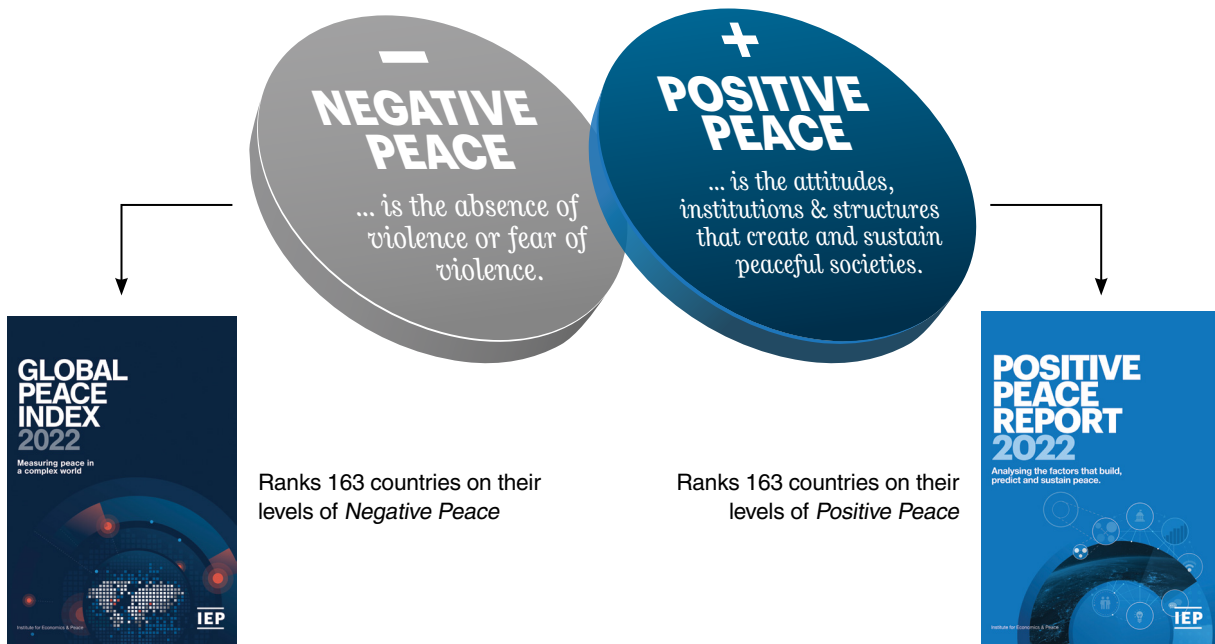 NEGATIVE
PEACE
... is the absence of
violence or fear of
violence.
+
POSITIVE
PEACE
... is the attitudes,
institutions & structures
that create and sustain
peaceful societies.
GLOBAL
PEACE
INDEX
2022
Measuring peace in
a complex world
Institute for Economics & Peace
IEP
Ranks 163 countries on their
levels of Negative Peace
Ranks 163 countries on their
levels of Positive Peace
POSITIVE
PEACE
REPORT
2022
Analysing the factors that build,
predict and sustain peace.
Institute for Economics & Peace
IEP